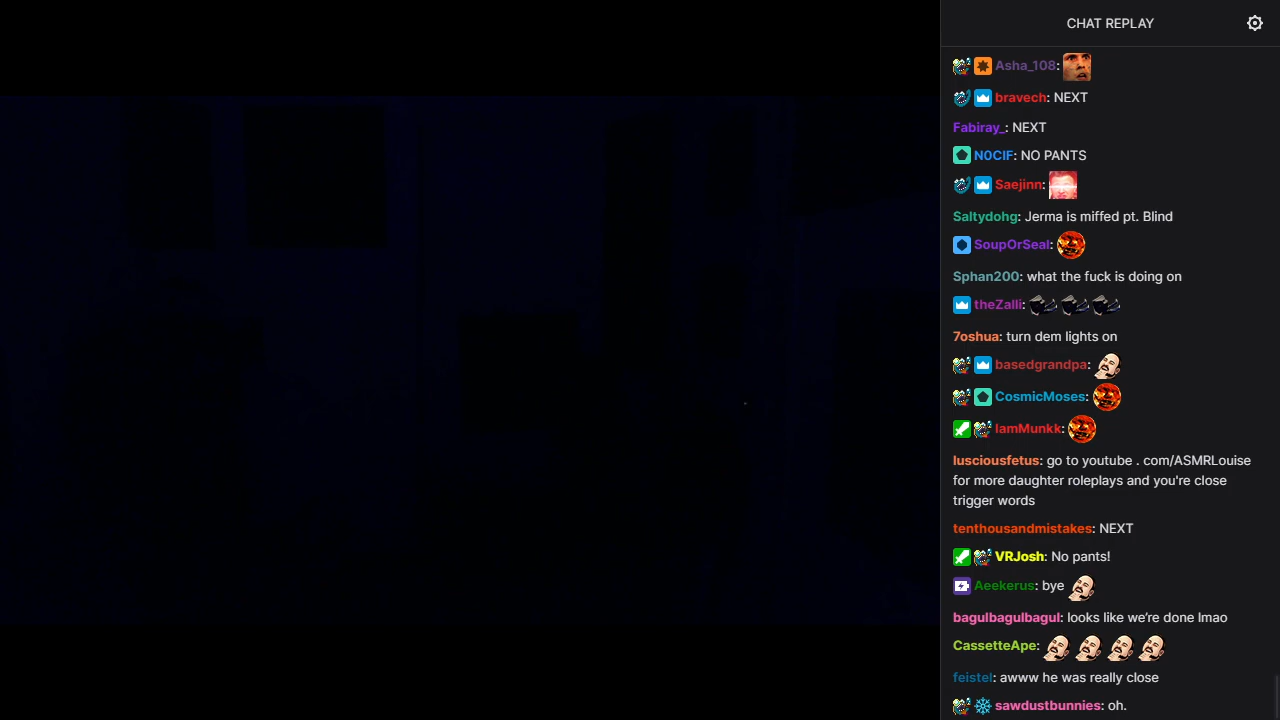 CHAT REPLAY
Asha_108:
bravech: NEXT
Fabiray_: NEXT
N0CIF: NO PANTS
Saejinn:
Saltydohg: Jerma is miffed pt. Blind
SoupOrSeal:
Sphan200: what the fuck is doing on
theZalli:
7oshua: turn dem lights on
basedgrandpa:
CosmicMoses:
IamMunkk:
lusciousfetus: go to youtube . com/ASMRLouise
for more daughter roleplays and you're close
trigger words
tenthousandmistakes: NEXT
VRJosh: No pants!
Aeekerus: bye
bagulbagulbagul: looks like we’re done lmao
CassetteApe:
feistel: awww he was really close
sawdustbunnies: oh.